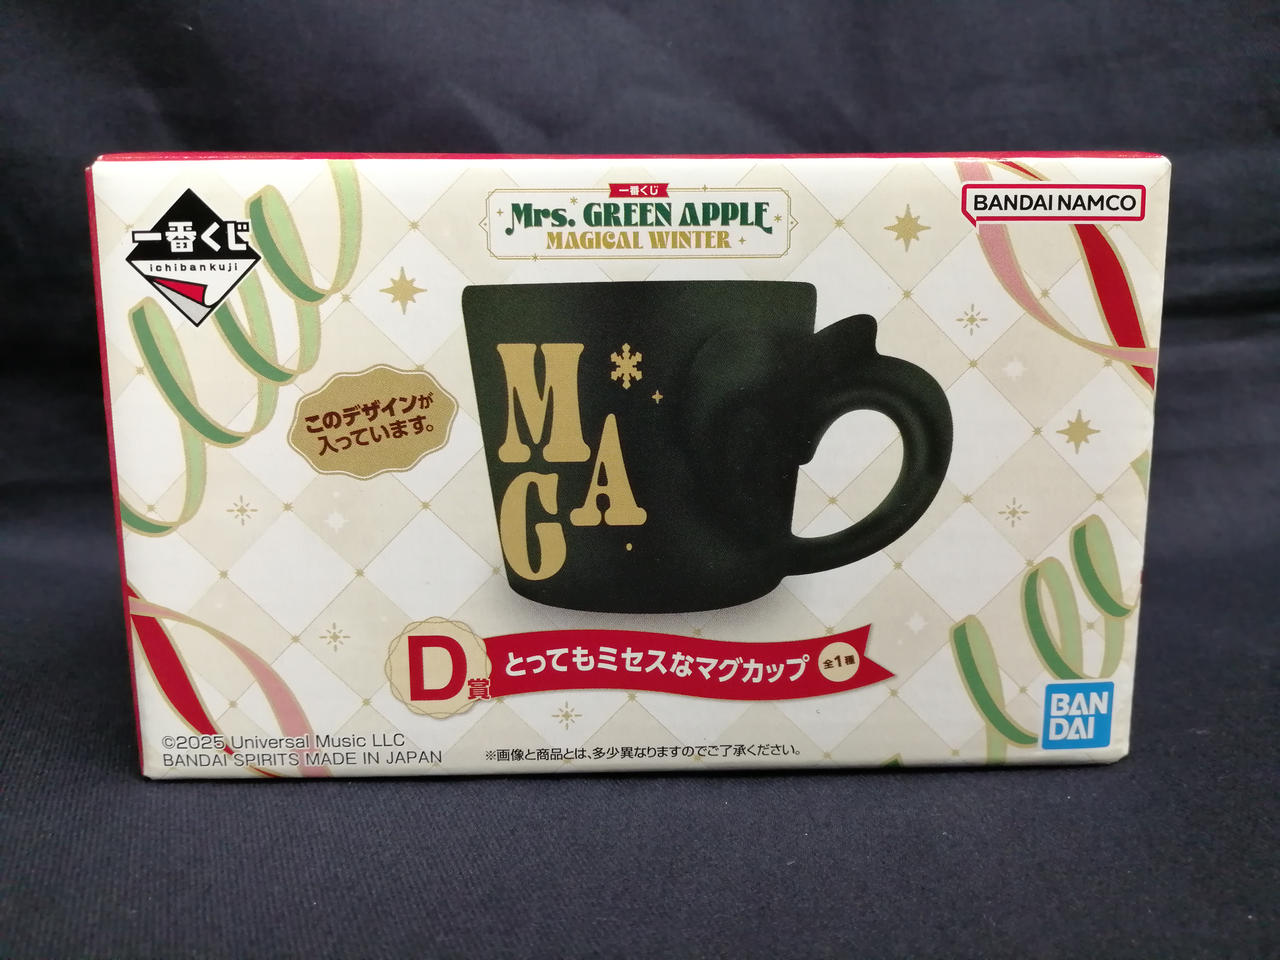 一番くじ
ichibankuji
一番くじ
Mrs. GREEN APPLE
MAGICAL WINTER
BANDAI NAMCO
このデザインが
入っています。
M
A
G
D賞
とってもミセスなマグカップ
全1種
©2025 Universal Music LLC
BANDAI SPIRITS MADE IN JAPAN
※画像と商品とは、多少異なりますのでご了承ください。
BAN
DAI